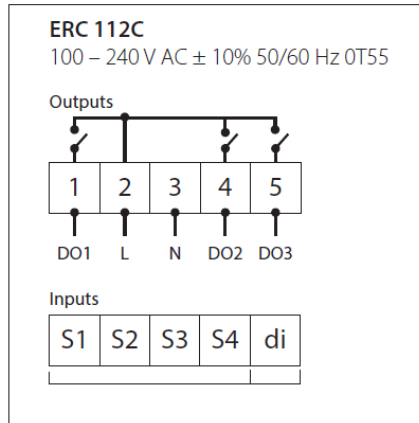 ERC 112C
100 – 240 V AC ± 10% 50/60 Hz 0T55
Outputs
1 2 3 4 5
DO1 L N DO2 DO3
Inputs
S1 S2 S3 S4 di